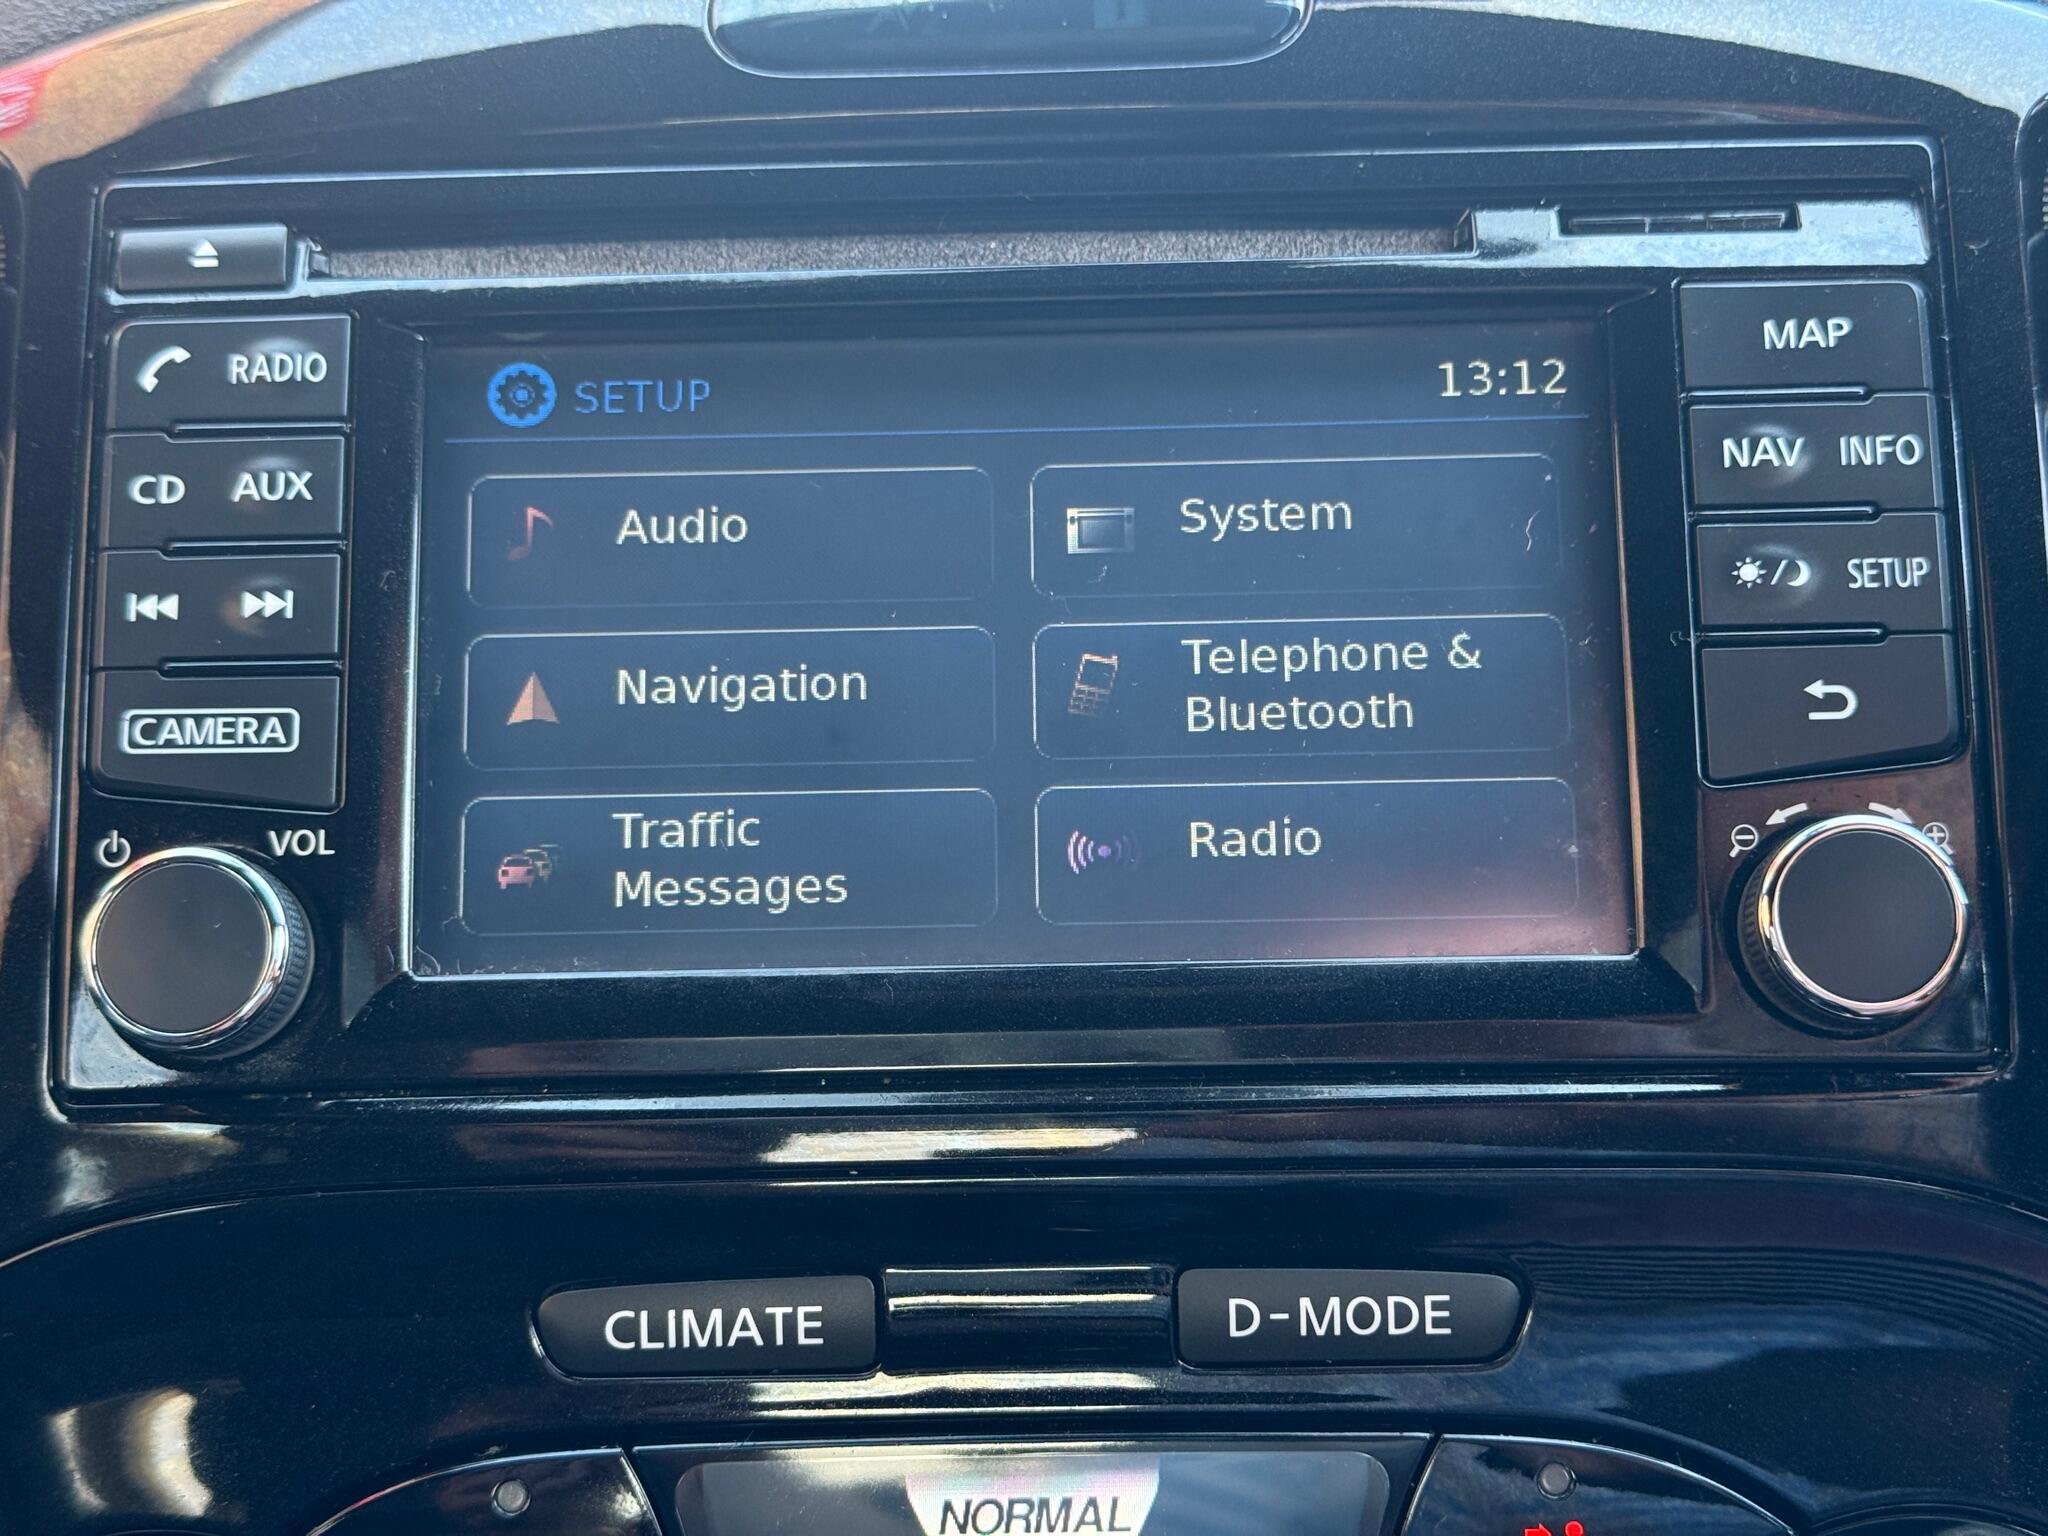 RADIO
CD AUX
CAMERA
VOL
SETUP
13:12
Audio
System
Navigation
Telephone &
Bluetooth
Traffic
Messages
Radio
MAP
NAV INFO
SETUP
CLIMATE
D-MODE
NORMAL